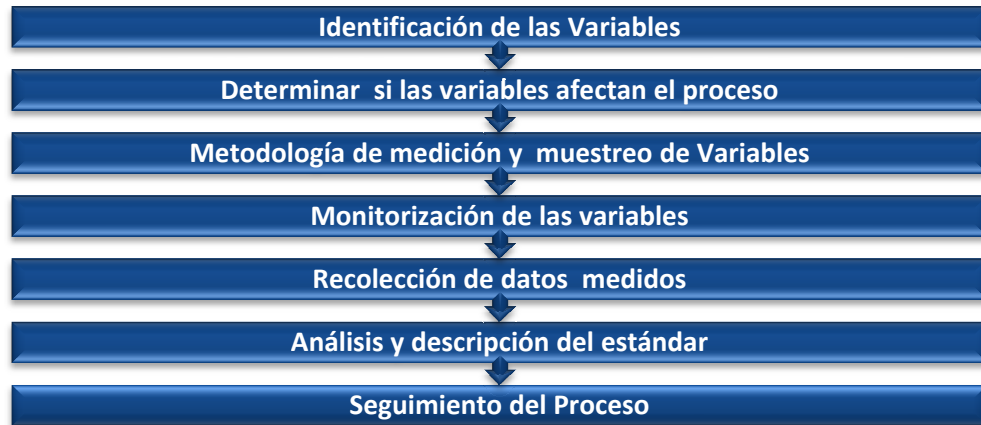 Identificación de las Variables
Determinar si las variables afectan el proceso
Metodología de medición y muestreo de Variables
Monitorización de las variables
Recolección de datos medidos
Análisis y descripción del estándar
Seguimiento del Proceso